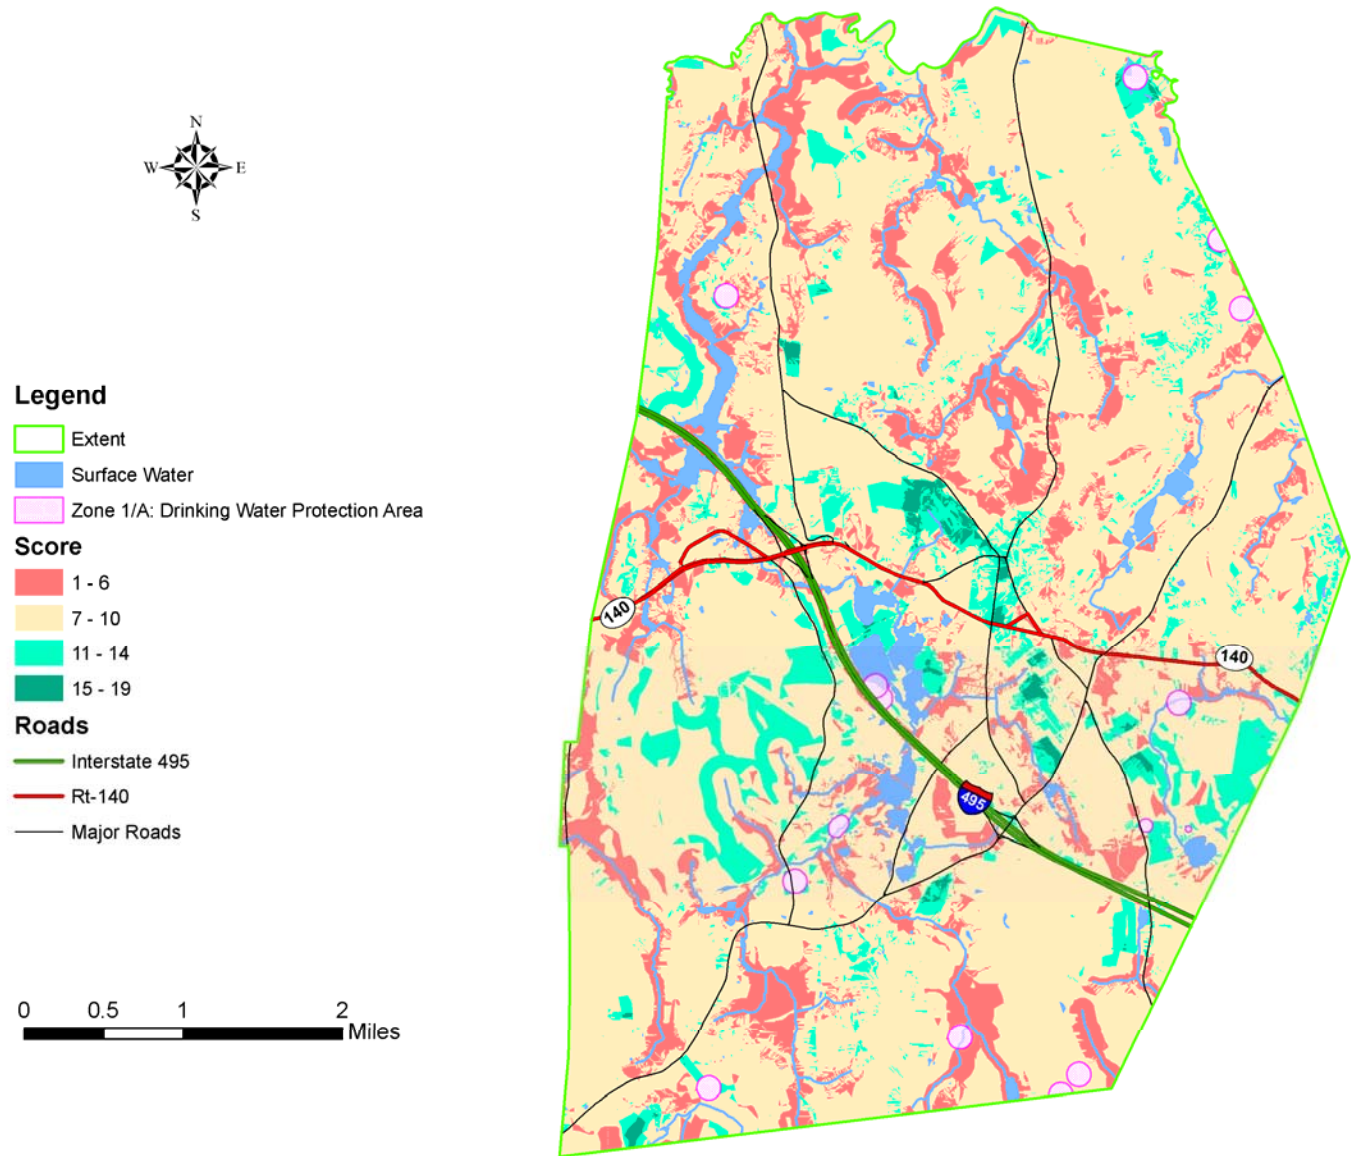 N
W E
S
Legend
Extent
Surface Water
Zone 1/A: Drinking Water Protection Area
Score
1 - 6
7 - 10
11 - 14
15 - 19
Roads
Interstate 495
Rt-140
Major Roads
0 0.5 1 2
Miles
140
140
495